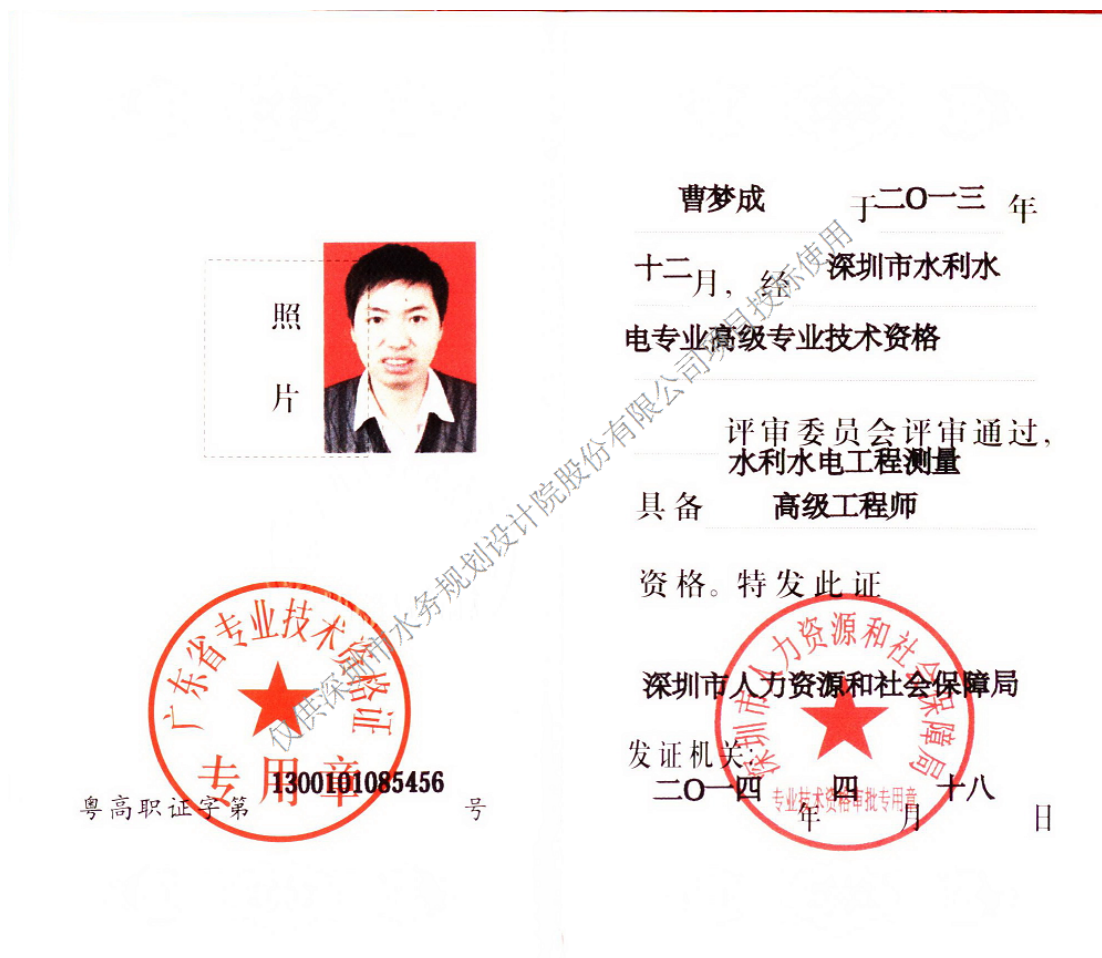 照
片
广东省专业技术资格证
专用章
粤高职证字第 1300101085456 号
曹梦成 于二〇一三 年
十二月，经 深圳市水利水
电专业高级专业技术资格
评审委员会评审通过，
水利水电工程测量
具备 高级工程师
资格。特发此证
深圳市人力资源和社会保障局
深圳市人力资源和社会保障局
发证机关：
二〇一四 年 四 月 十八 日
专业技术资格审批专用章
仅供深圳市水务规划设计院股份有限公司项目投标使用